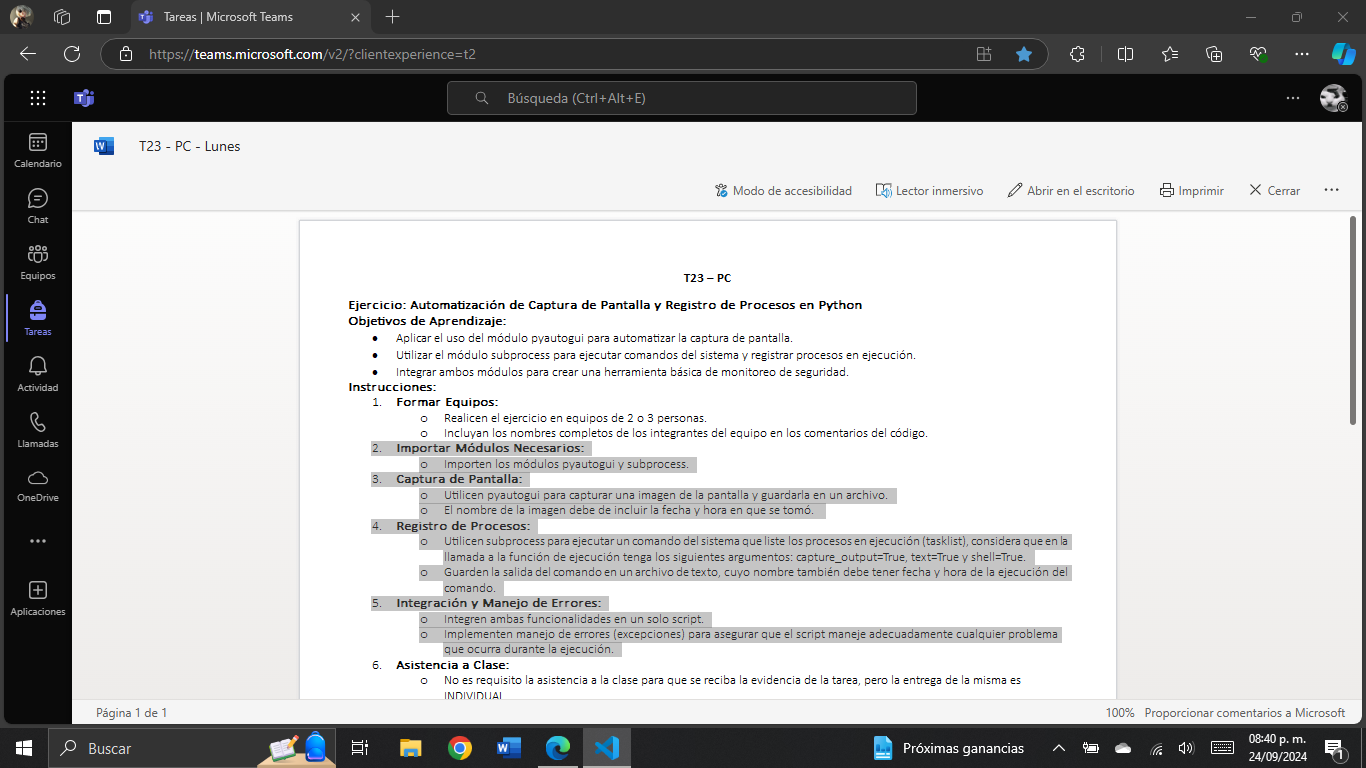 Tareas | Microsoft Teams
https://teams.microsoft.com/v2/?clientexperience=t2
Búsqueda (Ctrl+Alt+E)
Calendario
Chat
Equipos
Tareas
Actividad
Llamadas
OneDrive
Aplicaciones
T23 - PC - Lunes
Modo de accesibilidad
Lector inmersivo
Abrir en el escritorio
Imprimir
Cerrar
T23 – PC
Ejercicio: Automatización de Captura de Pantalla y Registro de Procesos en Python
Objetivos de Aprendizaje:
• Aplicar el uso del módulo pyautogui para automatizar la captura de pantalla.
• Utilizar el módulo subprocess para ejecutar comandos del sistema y registrar procesos en ejecución.
• Integrar ambos módulos para crear una herramienta básica de monitoreo de seguridad.
Instrucciones:
1. Formar Equipos:
o Realicen el ejercicio en equipos de 2 o 3 personas.
o Incluyan los nombres completos de los integrantes del equipo en los comentarios del código.
2. Importar Módulos Necesarios:
o Importen los módulos pyautogui y subprocess.
3. Captura de Pantalla:
o Utilicen pyautogui para capturar una imagen de la pantalla y guardarla en un archivo.
o El nombre de la imagen debe de incluir la fecha y hora en que se tomó.
4. Registro de Procesos:
o Utilicen subprocess para ejecutar un comando del sistema que liste los procesos en ejecución (tasklist), considera que en la
llamada a la función de ejecución tenga los siguientes argumentos: capture_output=True, text=True y shell=True.
o Guarden la salida del comando en un archivo de texto, cuyo nombre también debe tener fecha y hora de la ejecución del
comando.
5. Integración y Manejo de Errores:
o Integren ambas funcionalidades en un solo script.
o Implementen manejo de errores (excepciones) para asegurar que el script maneje adecuadamente cualquier problema
que ocurra durante la ejecución.
6. Asistencia a Clase:
o No es requisito la asistencia a la clase para que se reciba la evidencia de la tarea, pero la entrega de la misma es
INDIVIDUAL
Página 1 de 1
100% Proporcionar comentarios a Microsoft
Buscar
Próximas ganancias
08:40 p. m.
24/09/2024
1